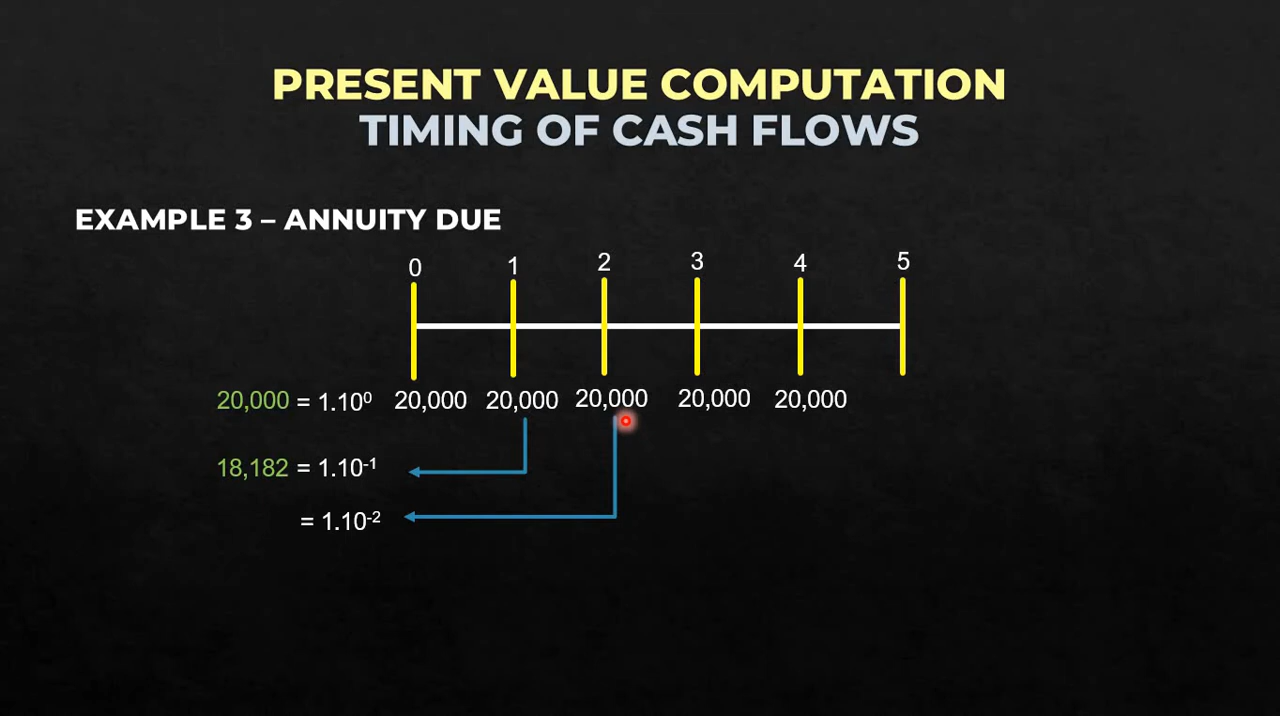 PRESENT VALUE COMPUTATION
TIMING OF CASH FLOWS
EXAMPLE 3 – ANNUITY DUE
0 1 2 3 4 5
20,000 = 1.10⁰ 20,000 20,000 20,000 20,000 20,000
18,182 = 1.10⁻¹
= 1.10⁻²